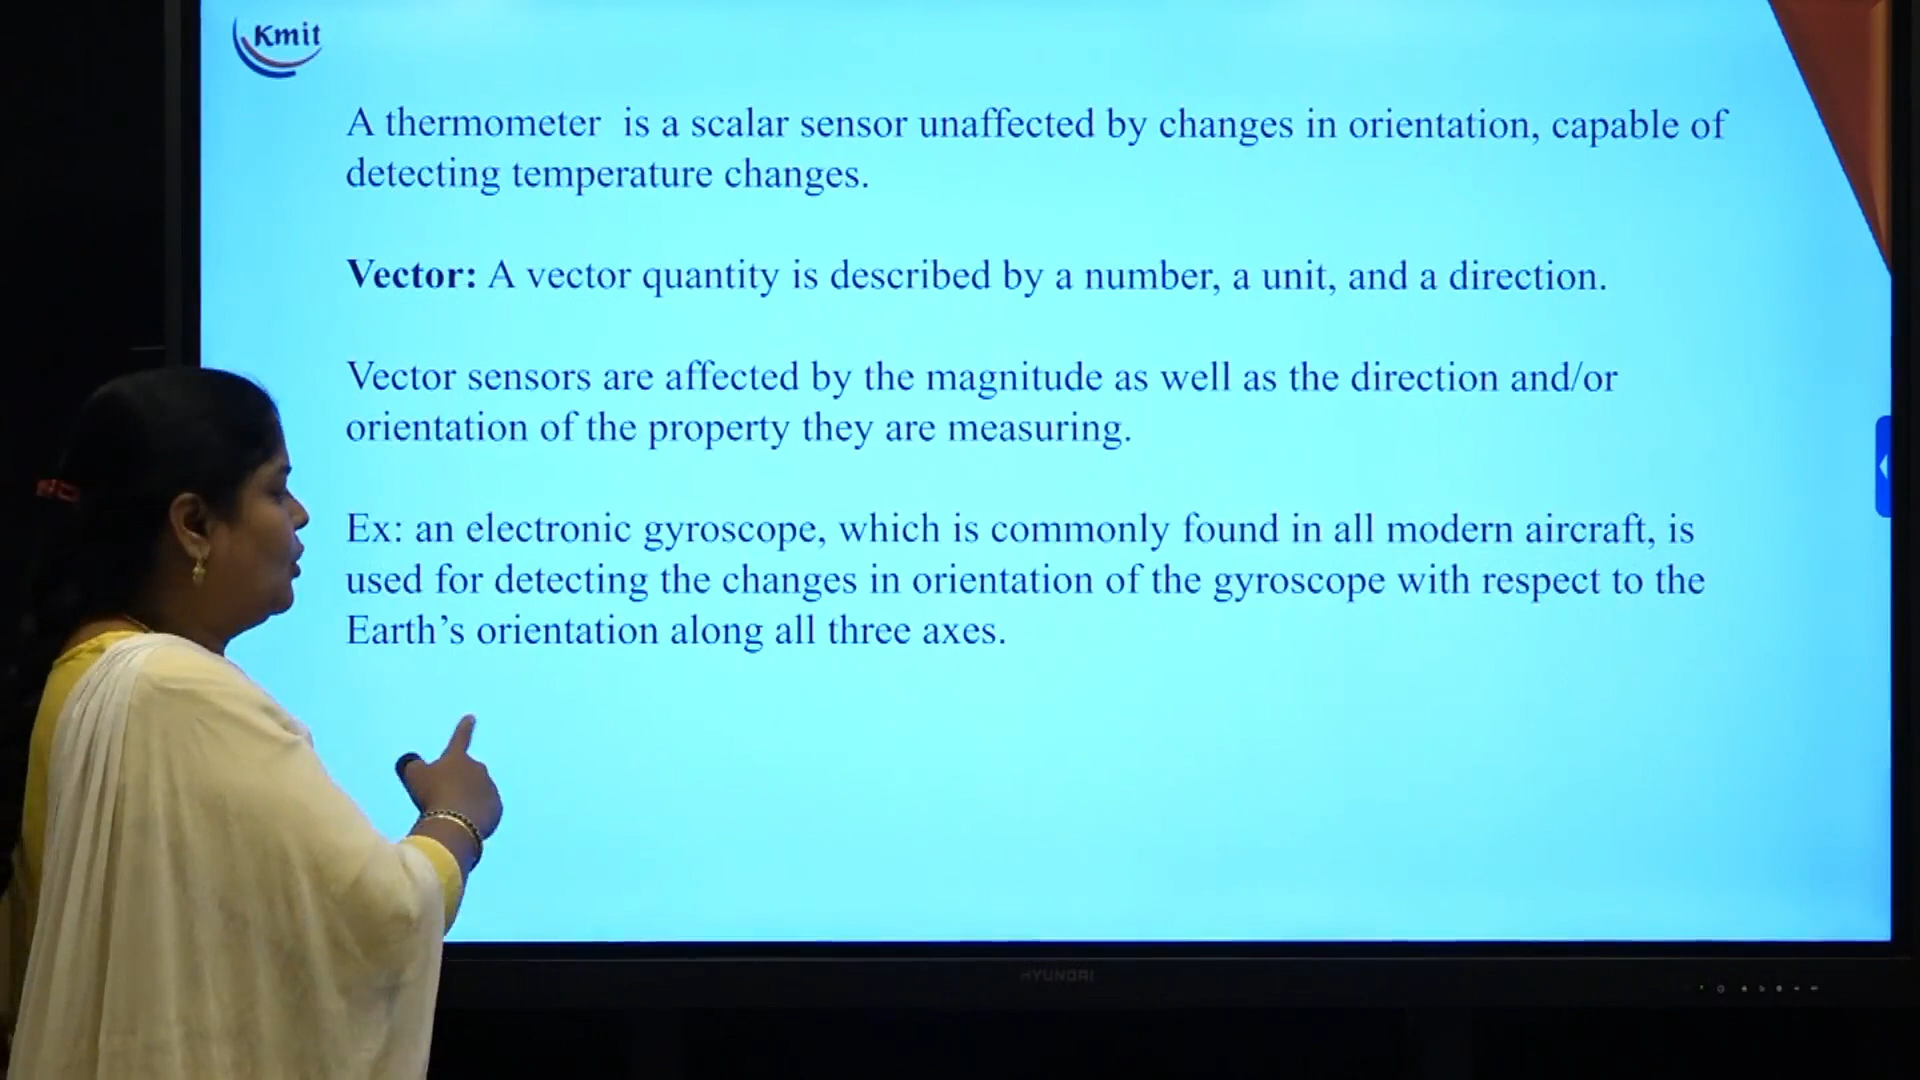 Kmit
A thermometer is a scalar sensor unaffected by changes in orientation, capable of
detecting temperature changes.
Vector: A vector quantity is described by a number, a unit, and a direction.
Vector sensors are affected by the magnitude as well as the direction and/or
orientation of the property they are measuring.
Ex: an electronic gyroscope, which is commonly found in all modern aircraft, is
used for detecting the changes in orientation of the gyroscope with respect to the
Earth’s orientation along all three axes.
HYUNDAI